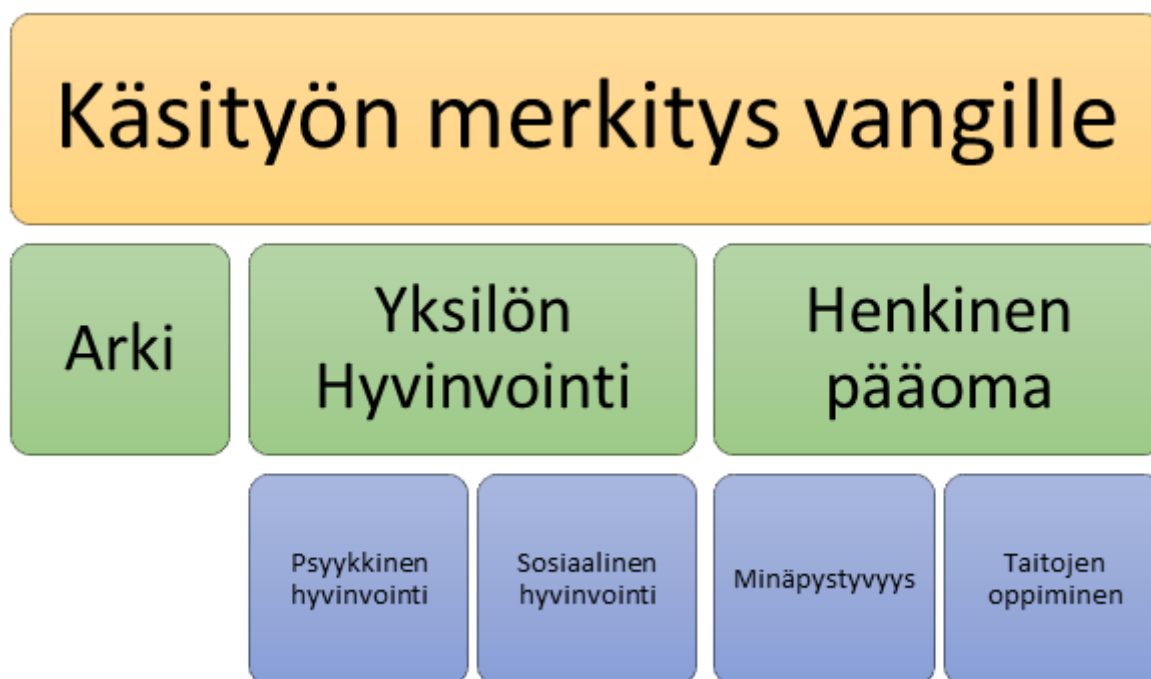 Käsityön merkitys vangille
Arki
Yksilön
Hyvinvointi
Henkinen
pääoma
Psyykkinen
hyvinvointi
Sosiaalinen
hyvinvointi
Minäpystyvyys
Taitojen
oppiminen